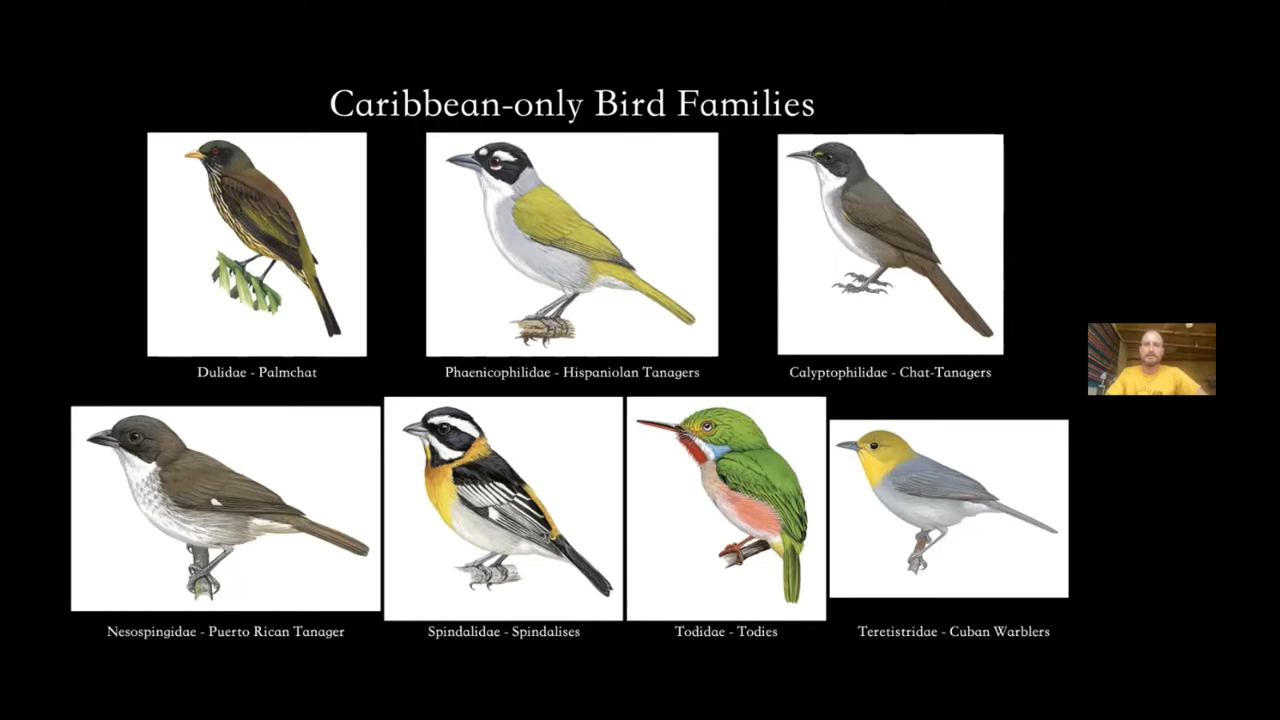 Caribbean-only Bird Families
Dulidae - Palmchat
Phaenicophilidae - Hispaniolan Tanagers
Calyptophilidae - Chat-Tanagers
Nesospingidae - Puerto Rican Tanager
Spindalidae - Spindalises
Todidae - Todies
Teretistridae - Cuban Warblers